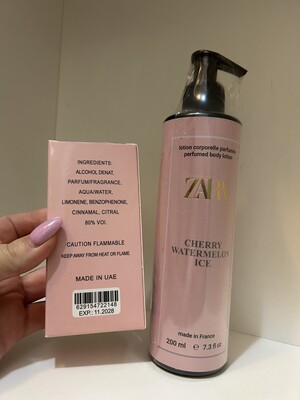 INGREDIENTS:
ALCOHOL DENAT,
PARFUM/FRAGRANCE,
AQUA/WATER,
LIMONENE, BENZOPHENONE,
CINNAMAL, CITRAL
80% VOl.
CAUTION FLAMMABLE
KEEP AWAY FROM HEAT OR FLAME.
MADE IN UAE
629154722148
EXP.: 11.2028
lotion corporelle parfumée
perfumed body lotion
ZARA
CHERRY
WATERMELON
ICE
made in France
200 ml e 7.3 fl oz